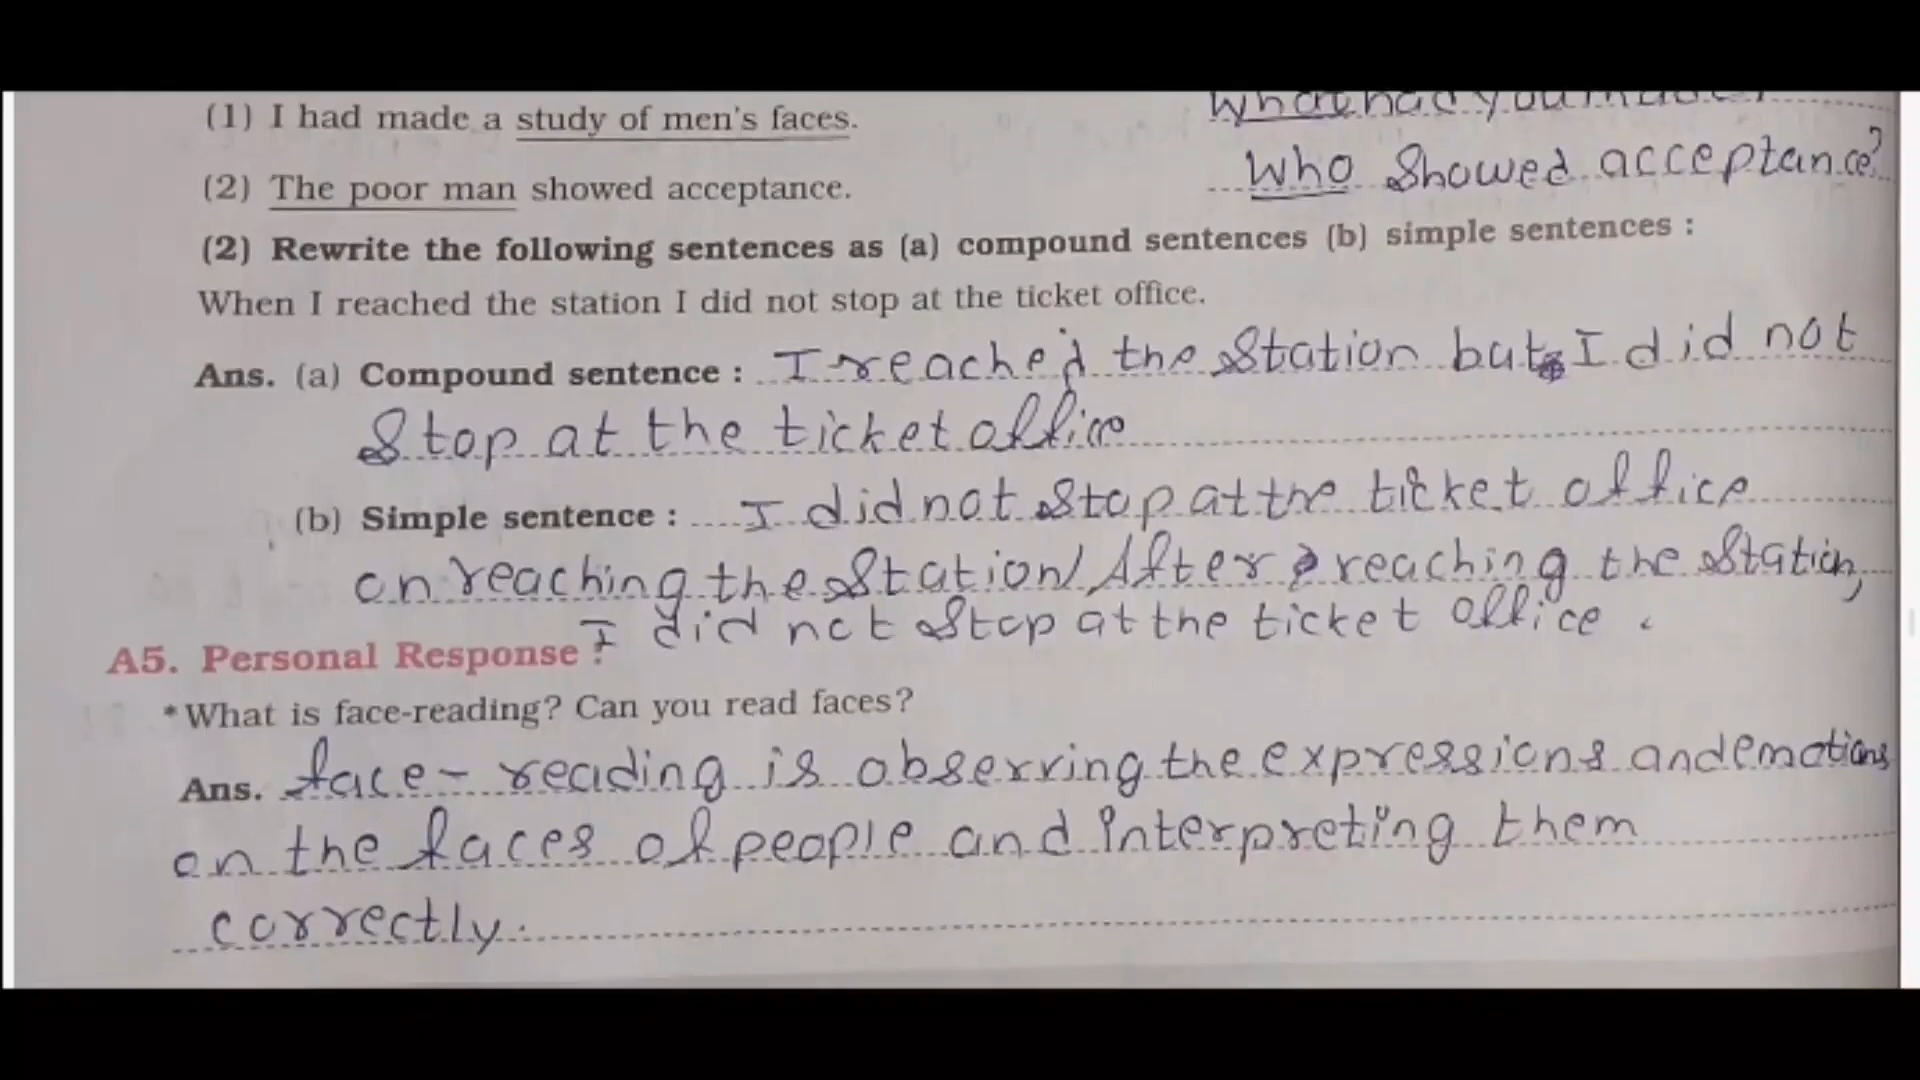 (1) I had made a study of men's faces.
What had you made?
(2) The poor man showed acceptance.
Who showed acceptance?
(2) Rewrite the following sentences as (a) compound sentences (b) simple sentences :
When I reached the station I did not stop at the ticket office.
Ans. (a) Compound sentence : I reached the station but I did not
stop at the ticket office
(b) Simple sentence : I did not stop at the ticket office
on reaching the station / After reaching the station,
I did not stop at the ticket office.
A5. Personal Response :
*What is face-reading? Can you read faces?
Ans. face-reading is observing the expressions and emotions
on the faces of people and interpreting them
correctly.